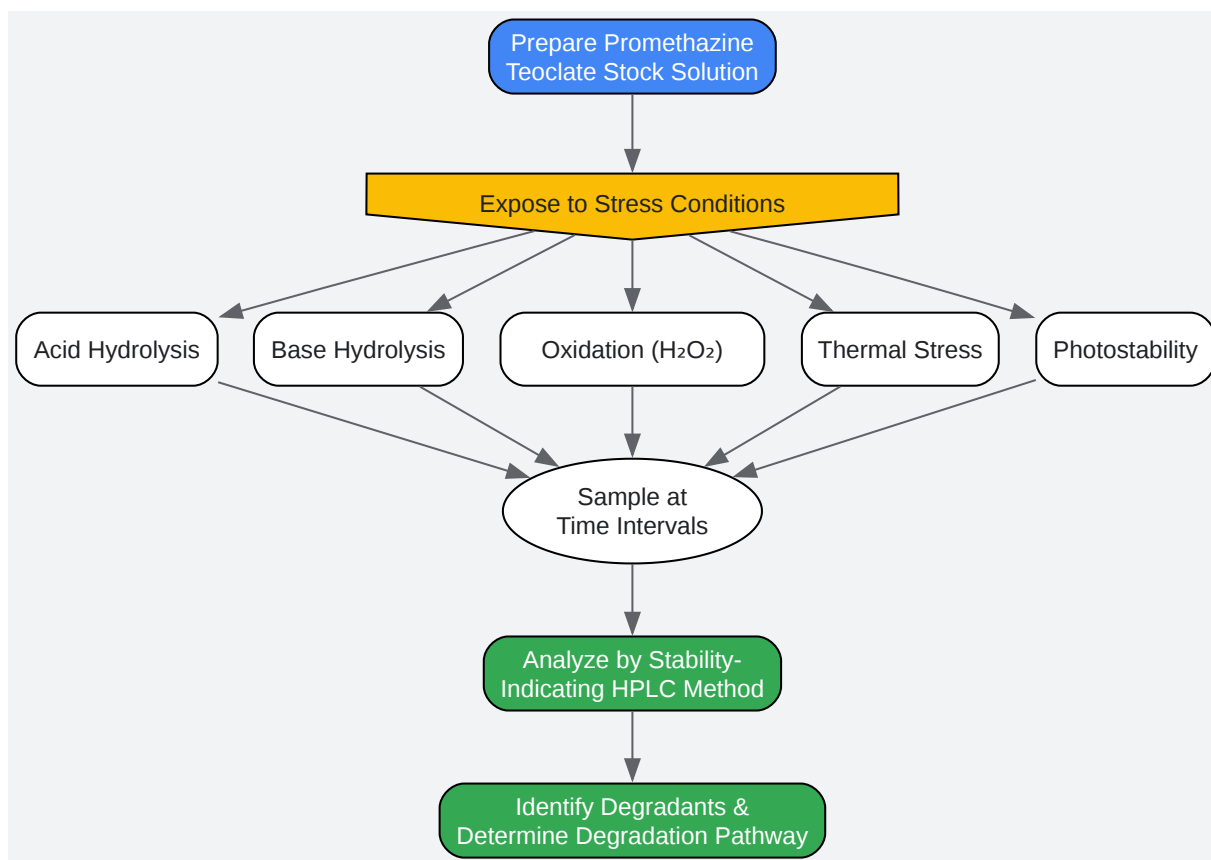 Prepare Promethazine
Teoclate Stock Solution
Expose to Stress Conditions
Acid Hydrolysis
Base Hydrolysis
Oxidation (H₂O₂)
Thermal Stress
Photostability
Sample at
Time Intervals
Analyze by Stability-
Indicating HPLC Method
Identify Degradants &
Determine Degradation Pathway